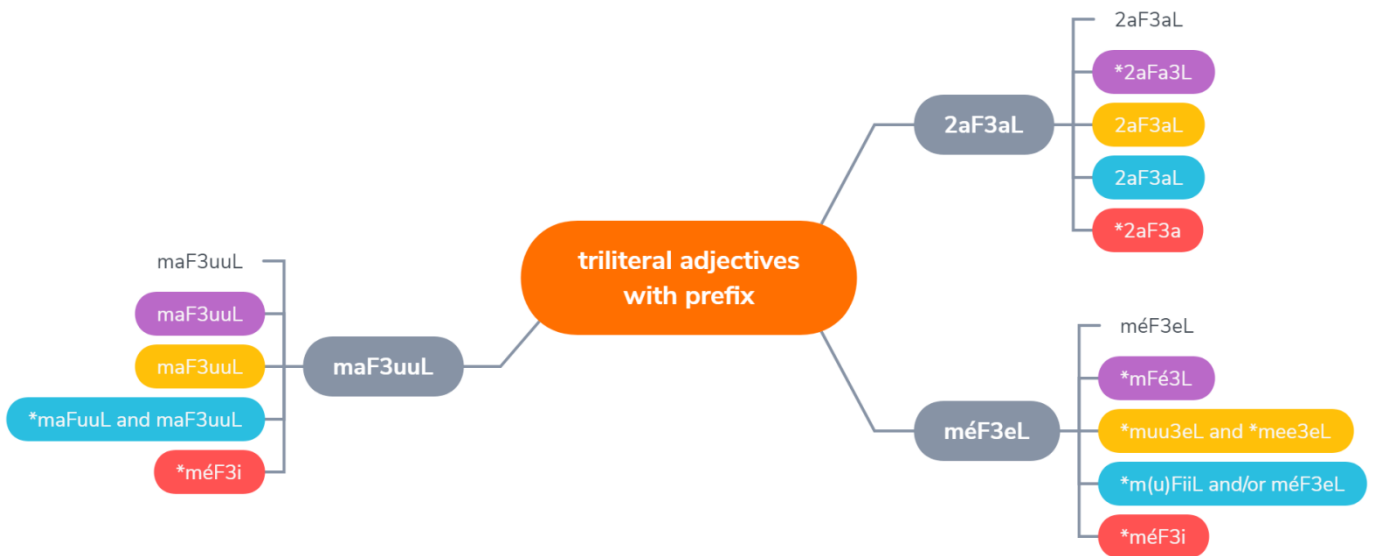 triliteral adjectives
with prefix
2aF3aL
2aF3aL
*2aFa3L
2aF3aL
2aF3aL
*2aF3a
méF3eL
méF3eL
*mFé3L
*muu3eL and *mee3eL
*m(u)FiiL and/or méF3eL
*méF3i
maF3uuL
maF3uuL
maF3uuL
maF3uuL
*maFuuL and maF3uuL
*méF3i